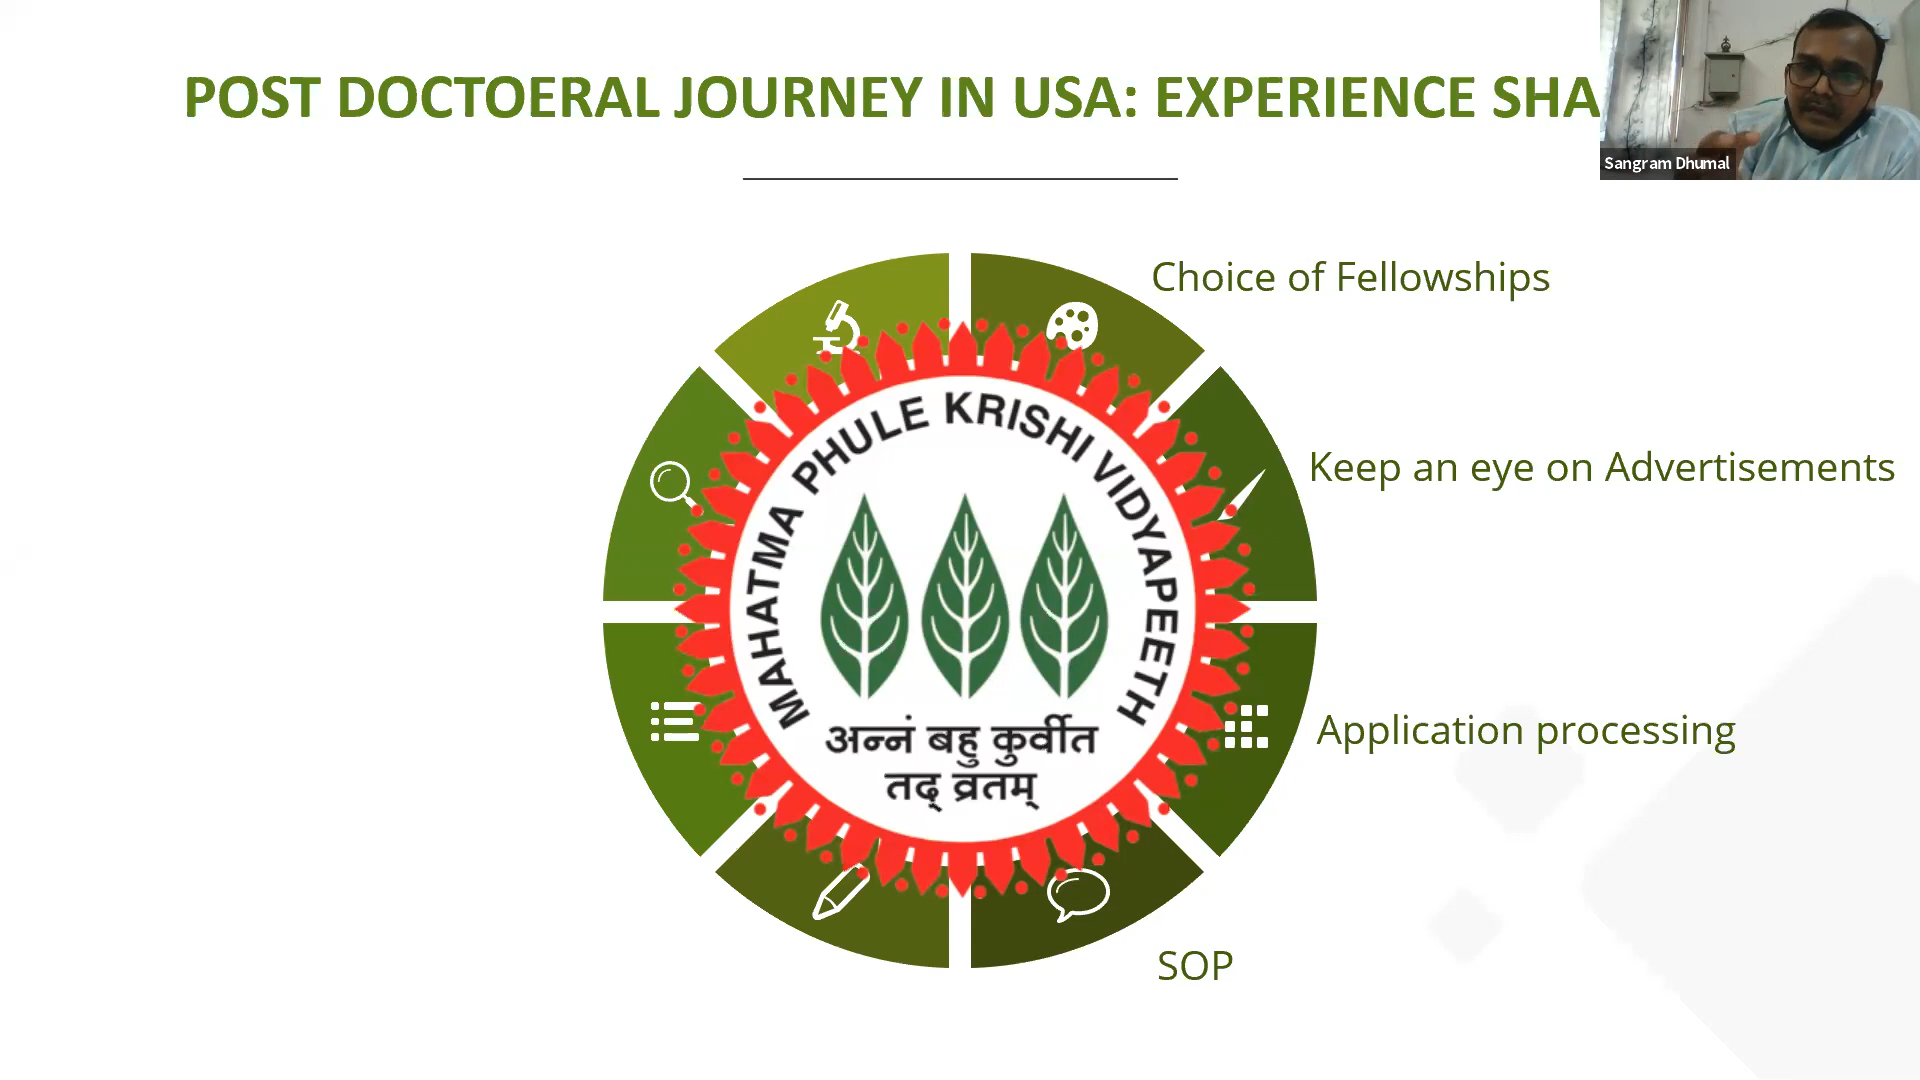 POST DOCTOERAL JOURNEY IN USA: EXPERIENCE SHA
Sangram Dhumal
Choice of Fellowships
Keep an eye on Advertisements
Application processing
SOP
MAHATMA PHULE KRISHI VIDYAPEETH
अन्नं बहु कुर्वीत
तद् व्रतम्